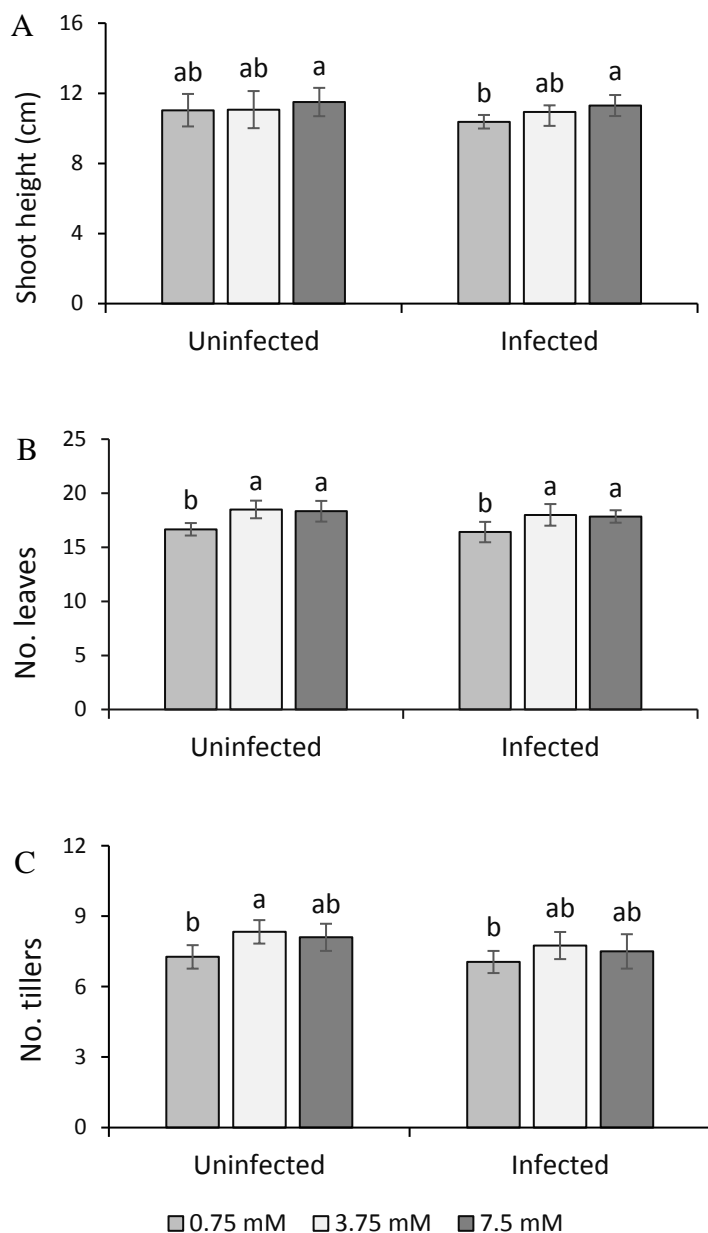 A
Shoot height (cm)
16
12
8
4
0
ab ab a b ab a
Uninfected Infected
B
No. leaves
25
20
15
10
5
0
b a a b a a
Uninfected Infected
C
No. tillers
12
9
6
3
0
b a ab b ab ab
Uninfected Infected
0.75 mM 3.75 mM 7.5 mM